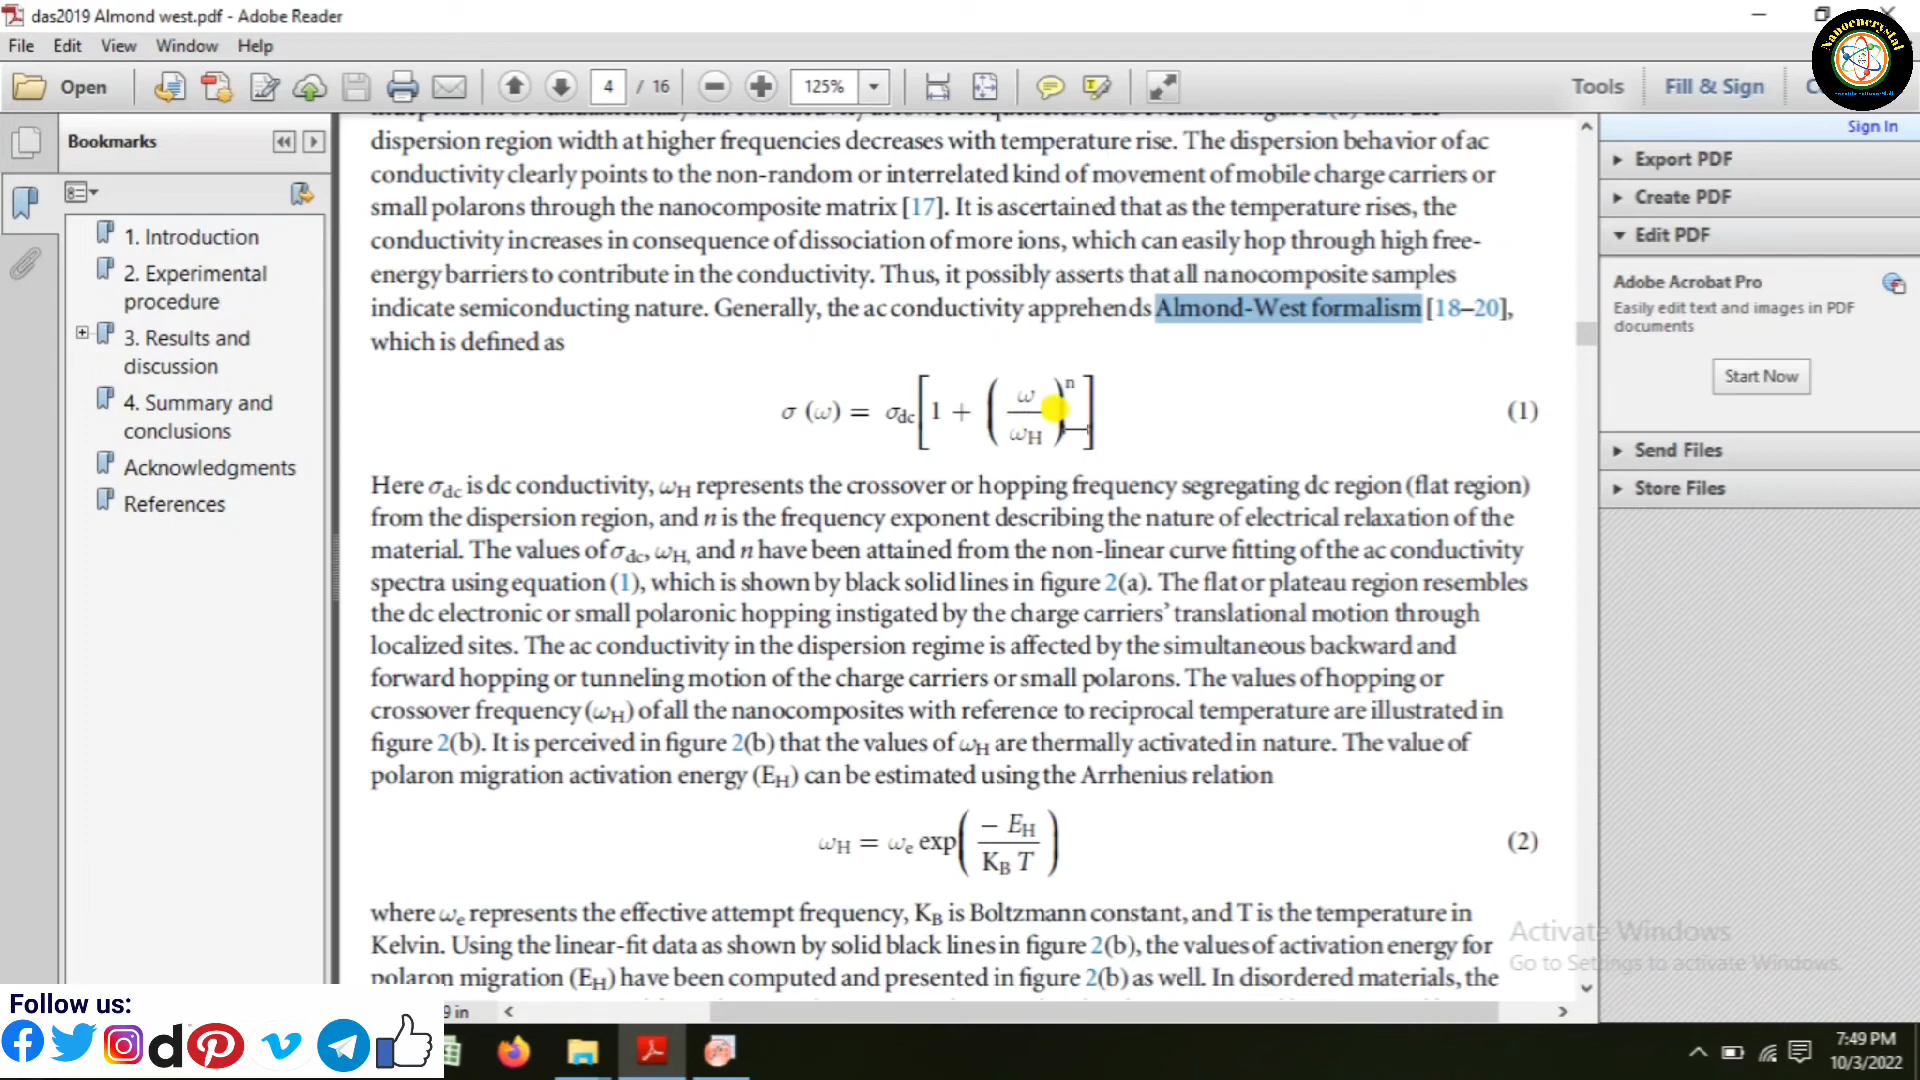 das2019 Almond west.pdf - Adobe Reader
File Edit View Window Help
Nanoencrystal
Open 4 / 16 125% Tools Fill & Sign
Sign In
Bookmarks
1. Introduction
2. Experimental
procedure
3. Results and
discussion
4. Summary and
conclusions
Acknowledgments
References
dispersion region width at higher frequencies decreases with temperature rise. The dispersion behavior of ac
conductivity clearly points to the non-random or interrelated kind of movement of mobile charge carriers or
small polarons through the nanocomposite matrix [17]. It is ascertained that as the temperature rises, the
conductivity increases in consequence of dissociation of more ions, which can easily hop through high free-
energy barriers to contribute in the conductivity. Thus, it possibly asserts that all nanocomposite samples
indicate semiconducting nature. Generally, the ac conductivity apprehends Almond-West formalism [18–20],
which is defined as
σ (ω) = σdc[1 + (ω/ωH)^n] (1)
Here σdc is dc conductivity, ωH represents the crossover or hopping frequency segregating dc region (flat region)
from the dispersion region, and n is the frequency exponent describing the nature of electrical relaxation of the
material. The values of σdc, ωH, and n have been attained from the non-linear curve fitting of the ac conductivity
spectra using equation (1), which is shown by black solid lines in figure 2(a). The flat or plateau region resembles
the dc electronic or small polaronic hopping instigated by the charge carriers' translational motion through
localized sites. The ac conductivity in the dispersion regime is affected by the simultaneous backward and
forward hopping or tunneling motion of the charge carriers or small polarons. The values of hopping or
crossover frequency (ωH) of all the nanocomposites with reference to reciprocal temperature are illustrated in
figure 2(b). It is perceived in figure 2(b) that the values of ωH are thermally activated in nature. The value of
polaron migration activation energy (EH) can be estimated using the Arrhenius relation
ωH = ωe exp(− EH / KB T) (2)
where ωe represents the effective attempt frequency, KB is Boltzmann constant, and T is the temperature in
Kelvin. Using the linear-fit data as shown by solid black lines in figure 2(b), the values of activation energy for
polaron migration (EH) have been computed and presented in figure 2(b) as well. In disordered materials, the
Export PDF
Create PDF
Edit PDF
Adobe Acrobat Pro
Easily edit text and images in PDF
documents
Start Now
Send Files
Store Files
Activate Windows
Go to Settings to activate Windows.
Follow us:
9 in
7:49 PM
10/3/2022